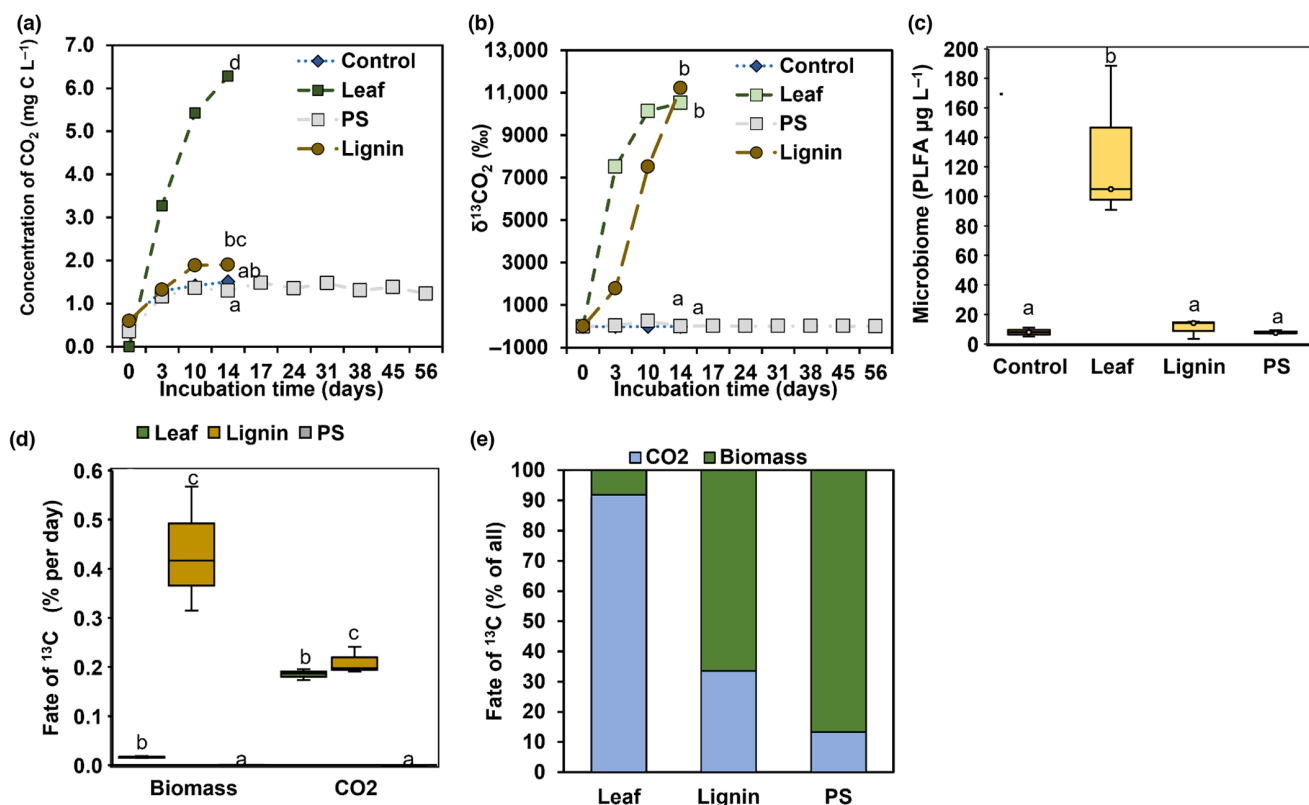 (a)
Concentration of CO₂ (mg C L⁻¹)
7.0
6.0
5.0
4.0
3.0
2.0
1.0
0.0
Control
Leaf
PS
Lignin
d
bc
ab
a
0 3 10 14 17 24 31 38 45 56
Incubation time (days)
(b)
δ¹³CO₂ (‰)
13,000
11,000
9000
7000
5000
3000
1000
−1000
Control
Leaf
PS
Lignin
b
b
a
a
0 3 10 14 17 24 31 38 45 56
Incubation time (days)
(c)
Microbiome (PLFA µg L⁻¹)
200
180
160
140
120
100
80
60
40
20
0
a
b
a
a
Control Leaf Lignin PS
(d)
Leaf Lignin PS
Fate of ¹³C (% per day)
0.6
0.5
0.4
0.3
0.2
0.1
0.0
b
c
a
b
c
a
Biomass CO2
(e)
CO2 Biomass
Fate of ¹³C (% of all)
100
90
80
70
60
50
40
30
20
10
0
Leaf Lignin PS